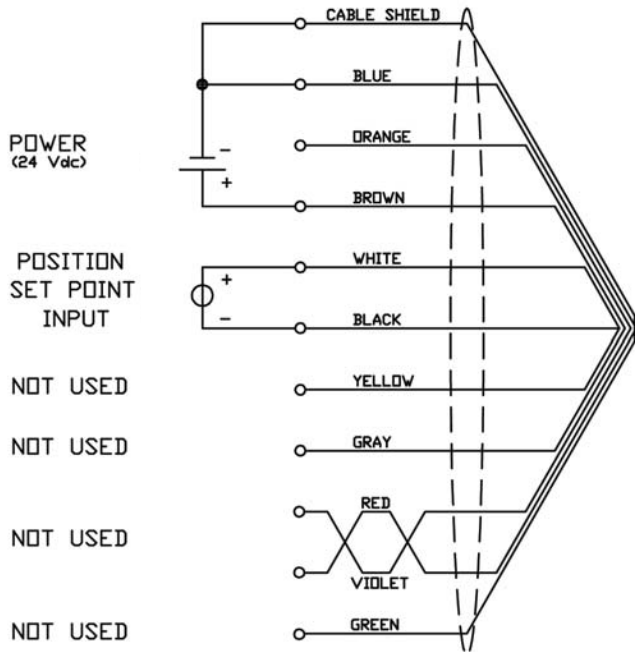 CABLE SHIELD
BLUE
ORANGE
POWER
(24 Vdc)
-
+
BROWN
POSITION
SET POINT
INPUT
WHITE
+
-
BLACK
NOT USED
YELLOW
NOT USED
GRAY
RED
NOT USED
VIOLET
NOT USED
GREEN